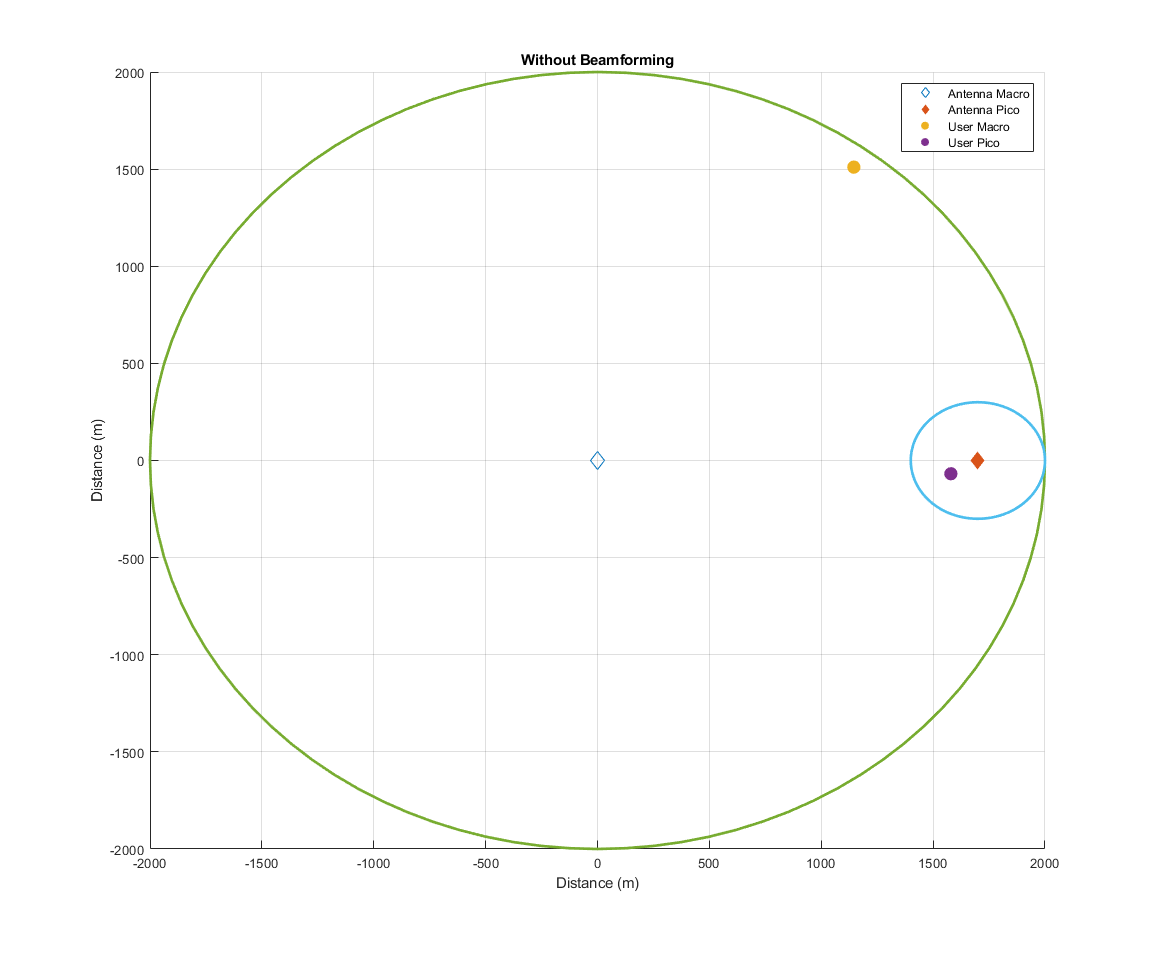 Without Beamforming
Antenna Macro
Antenna Pico
User Macro
User Pico
2000
1500
1000
500
0
-500
-1000
-1500
-2000
Distance (m)
-2000 -1500 -1000 -500 0 500 1000 1500 2000
Distance (m)